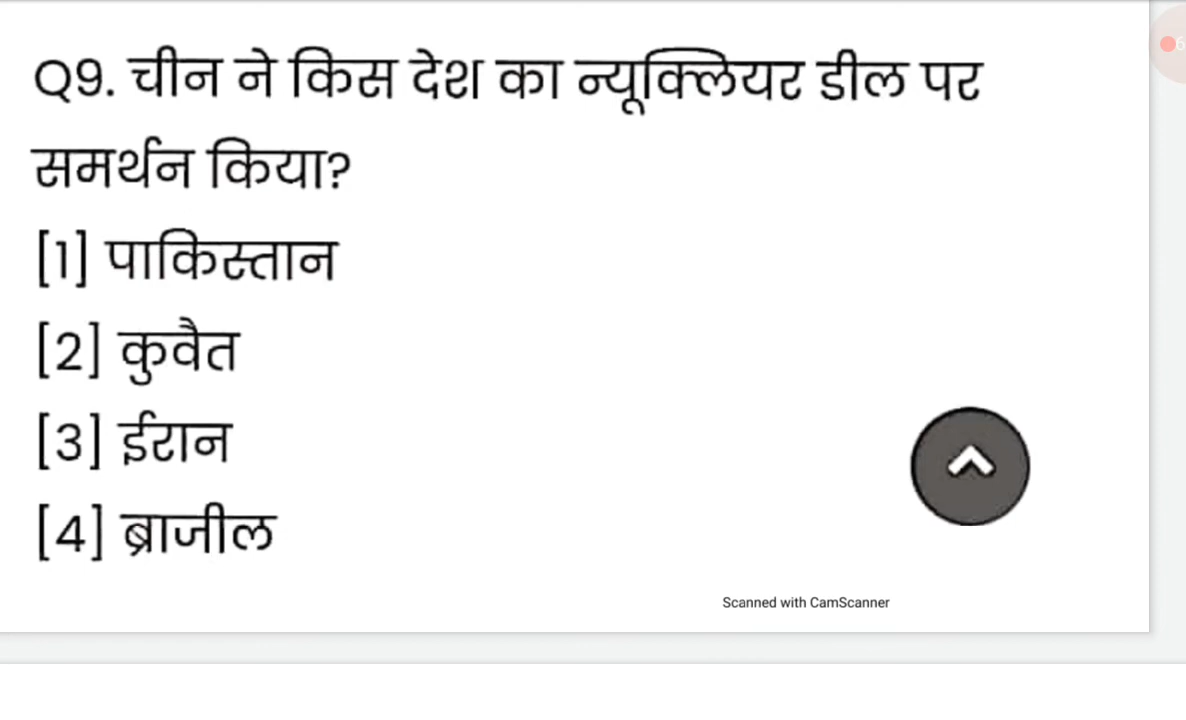 Q9. चीन ने किस देश का न्यूक्लियर डील पर
समर्थन किया?
[1] पाकिस्तान
[2] कुवैत
[3] ईरान
[4] ब्राजील
Scanned with CamScanner